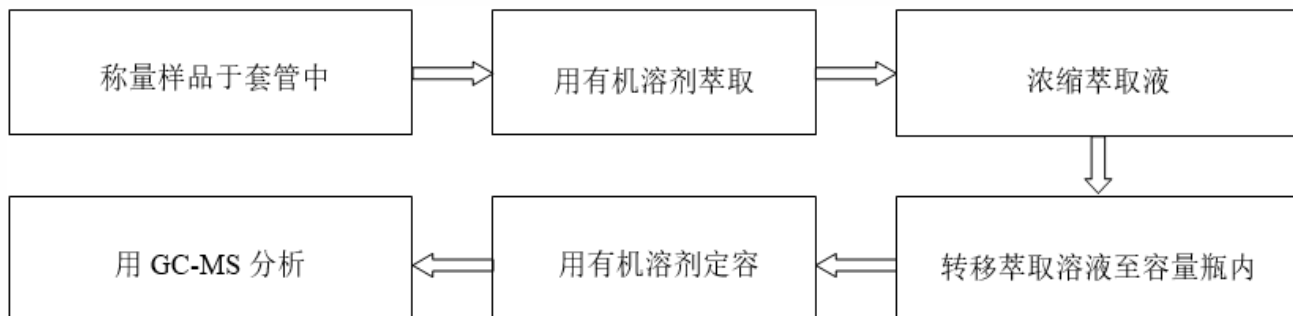 称量样品于套管中
用有机溶剂萃取
浓缩萃取液
转移萃取溶液至容量瓶内
用有机溶剂定容
用 GC-MS 分析